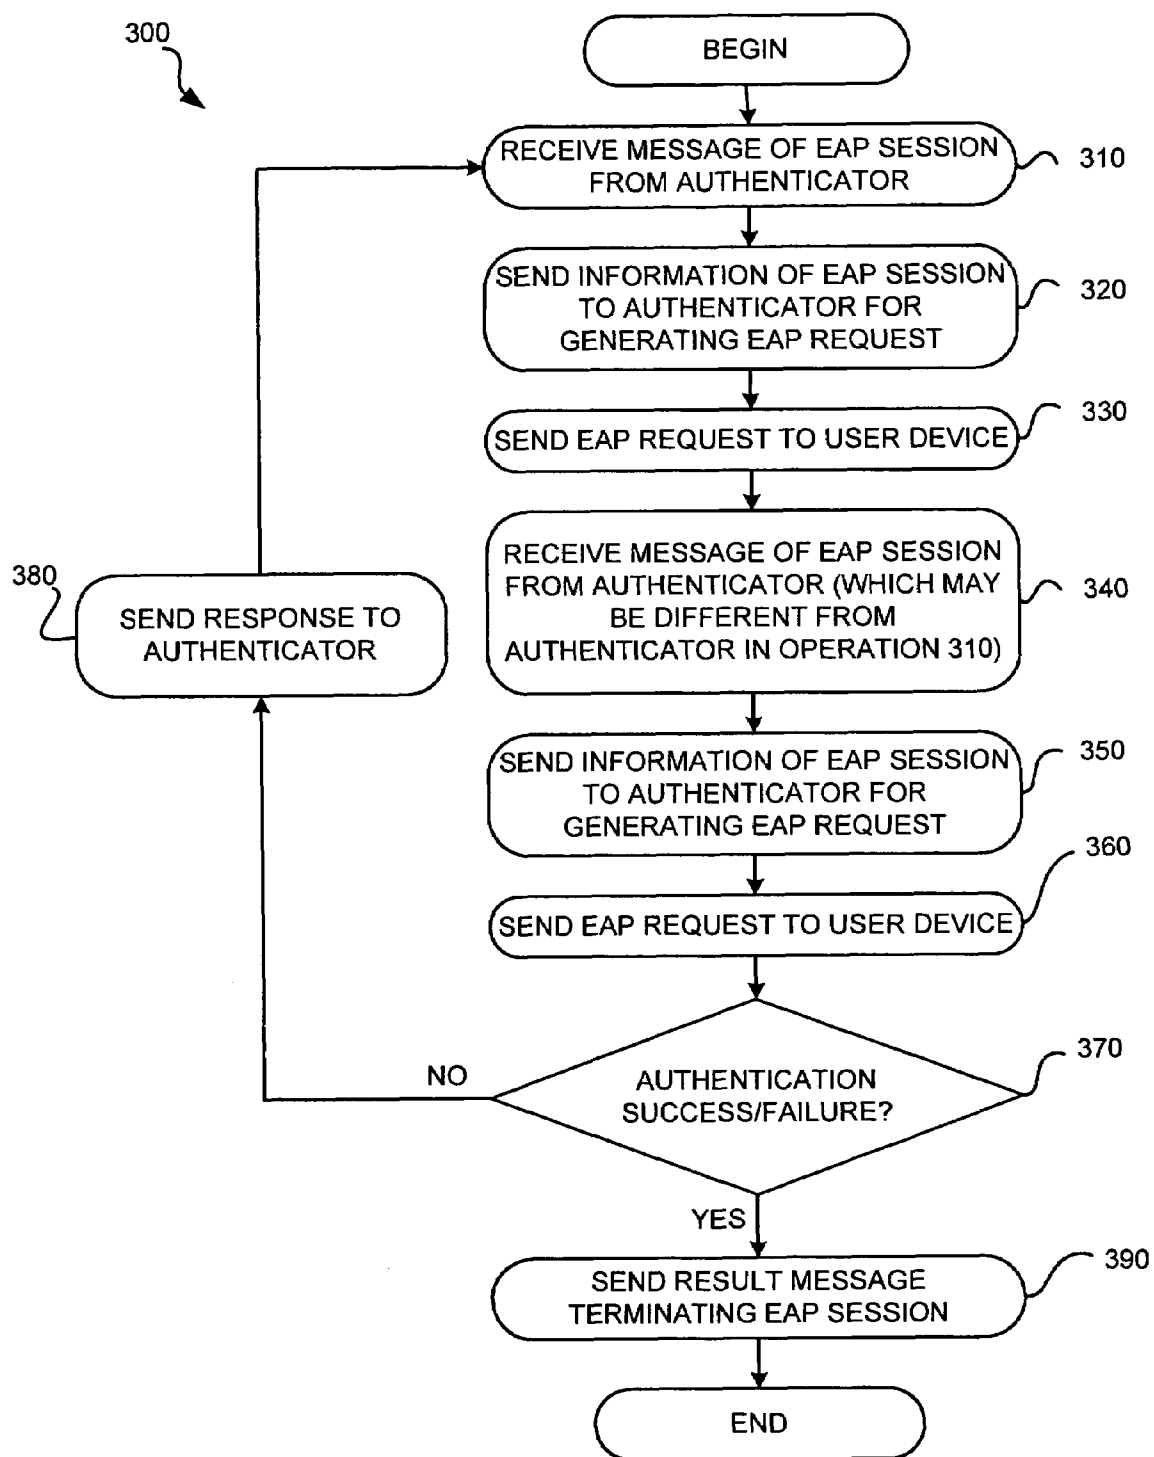 300
BEGIN
RECEIVE MESSAGE OF EAP SESSION
FROM AUTHENTICATOR
310
SEND INFORMATION OF EAP SESSION
TO AUTHENTICATOR FOR
GENERATING EAP REQUEST
320
SEND EAP REQUEST TO USER DEVICE
330
RECEIVE MESSAGE OF EAP SESSION
FROM AUTHENTICATOR (WHICH MAY
BE DIFFERENT FROM
AUTHENTICATOR IN OPERATION 310)
340
380
SEND RESPONSE TO
AUTHENTICATOR
SEND INFORMATION OF EAP SESSION
TO AUTHENTICATOR FOR
GENERATING EAP REQUEST
350
SEND EAP REQUEST TO USER DEVICE
360
AUTHENTICATION
SUCCESS/FAILURE?
370
NO
YES
SEND RESULT MESSAGE
TERMINATING EAP SESSION
390
END